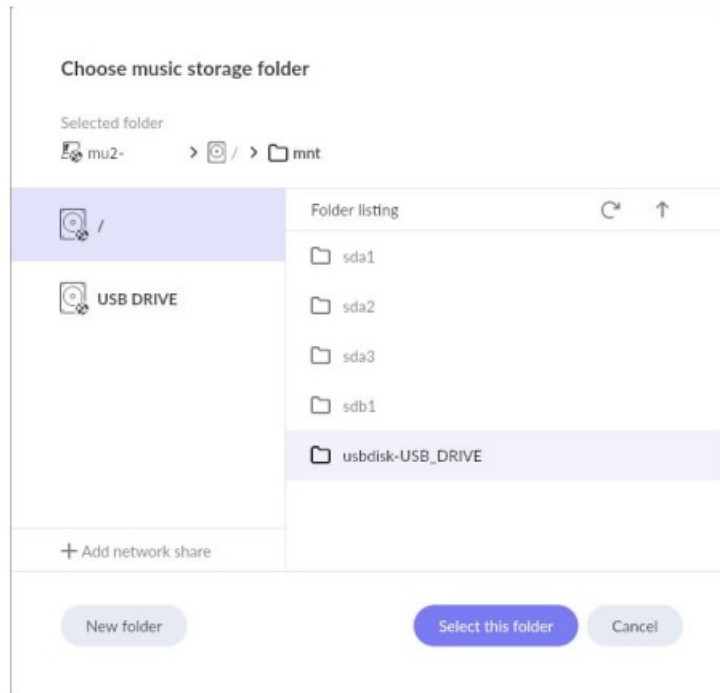 Choose music storage folder
Selected folder
mu2- > / > mnt
/
USB DRIVE
+ Add network share
Folder listing
sda1
sda2
sda3
sdb1
usbdisk-USB_DRIVE
New folder
Select this folder
Cancel